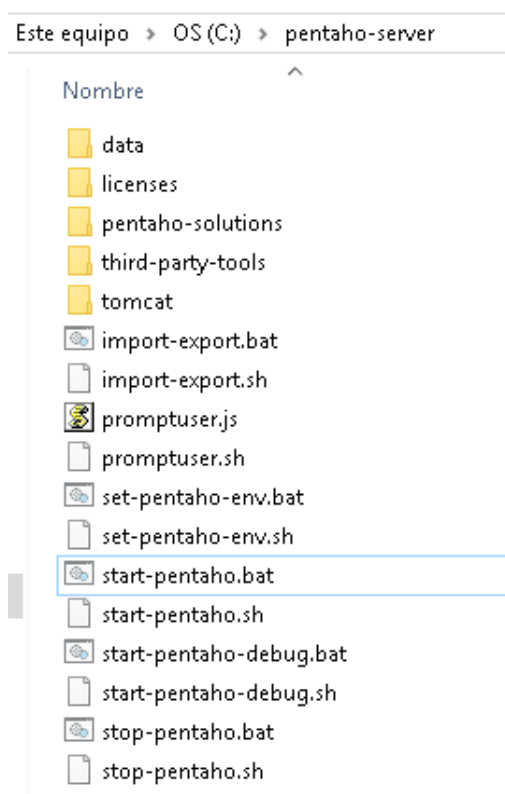 Este equipo > OS (C:) > pentaho-server
Nombre
data
licenses
pentaho-solutions
third-party-tools
tomcat
import-export.bat
import-export.sh
promptuser.js
promptuser.sh
set-pentaho-env.bat
set-pentaho-env.sh
start-pentaho.bat
start-pentaho.sh
start-pentaho-debug.bat
start-pentaho-debug.sh
stop-pentaho.bat
stop-pentaho.sh